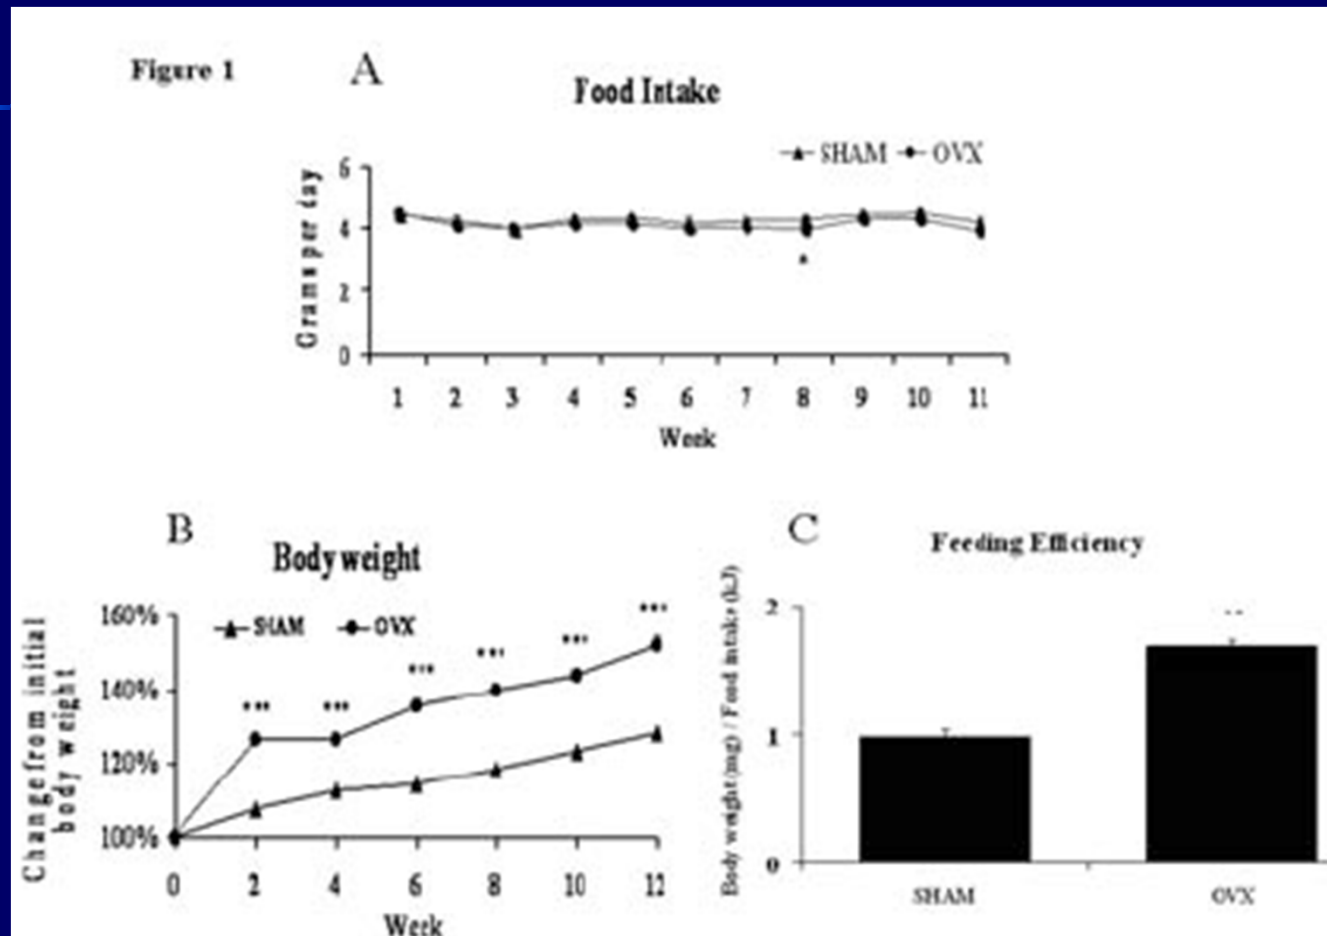 Figure 1
A
Food Intake
SHAM OVX
Grams per day
6
4
2
0
*
1 2 3 4 5 6 7 8 9 10 11
Week
B
Body weight
SHAM OVX
Change from initial
body weight
160%
140%
120%
100%
*** *** *** *** *** ***
0 2 4 6 8 10 12
Week
C
Feeding Efficiency
Body weight (mg) / Food intake (kJ)
2
1
0
SHAM OVX